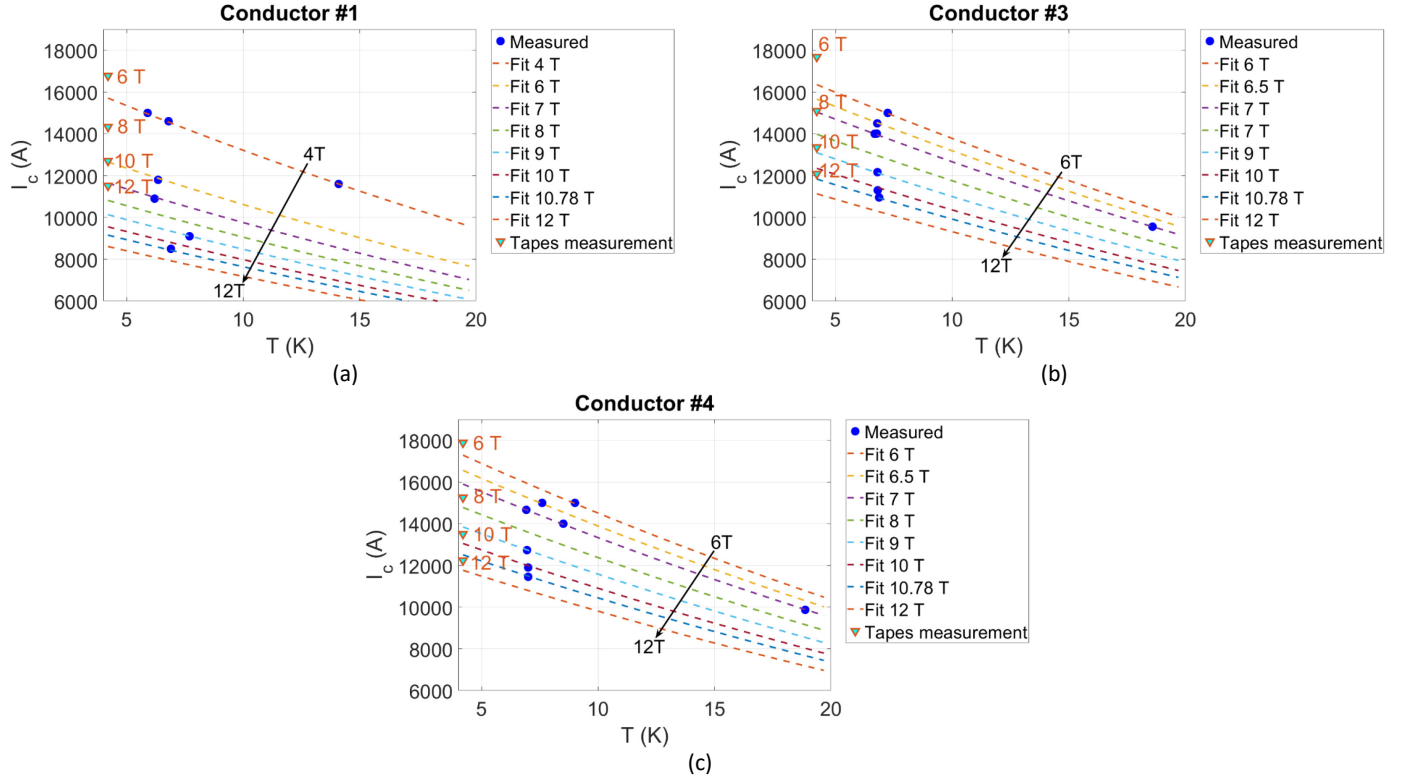 Conductor #1
18000
16000
14000
12000
10000
8000
6000
I_c (A)
6 T
8 T
10 T
12 T
4T
12T
5
10
15
20
T (K)
Measured
Fit 4 T
Fit 6 T
Fit 7 T
Fit 8 T
Fit 9 T
Fit 10 T
Fit 10.78 T
Fit 12 T
Tapes measurement
(a)
Conductor #3
18000
16000
14000
12000
10000
8000
6000
I_c (A)
6 T
8 T
10 T
12 T
6T
12T
5
10
15
20
T (K)
Measured
Fit 6 T
Fit 6.5 T
Fit 7 T
Fit 7 T
Fit 9 T
Fit 10 T
Fit 10.78 T
Fit 12 T
Tapes measurement
(b)
Conductor #4
18000
16000
14000
12000
10000
8000
6000
I_c (A)
6 T
8 T
10 T
12 T
6T
12T
5
10
15
20
T (K)
Measured
Fit 6 T
Fit 6.5 T
Fit 7 T
Fit 8 T
Fit 9 T
Fit 10 T
Fit 10.78 T
Fit 12 T
Tapes measurement
(c)